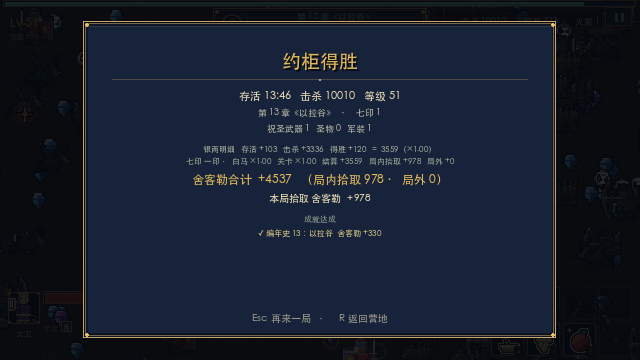 第 13 章《以拉谷》
约柜得胜
存活 13:46 击杀 10010 等级 51
第 13 章《以拉谷》 · 七印 1
祝圣武器 1 圣物 0 军装 1
银两明细 存活 +103 击杀 +3336 得胜 +120 = 3559 (×1.00)
七印 一印 · 白马 ×1.00 关卡 ×1.00 结算 +3559 局内拾取 +978 局外 +0
舍客勒合计 +4537 (局内拾取 978 · 局外 0)
本局拾取 舍客勒 +978
成就达成
✓ 编年史 13：以拉谷 舍客勒 +330
Esc 再来一局 · R 返回营地